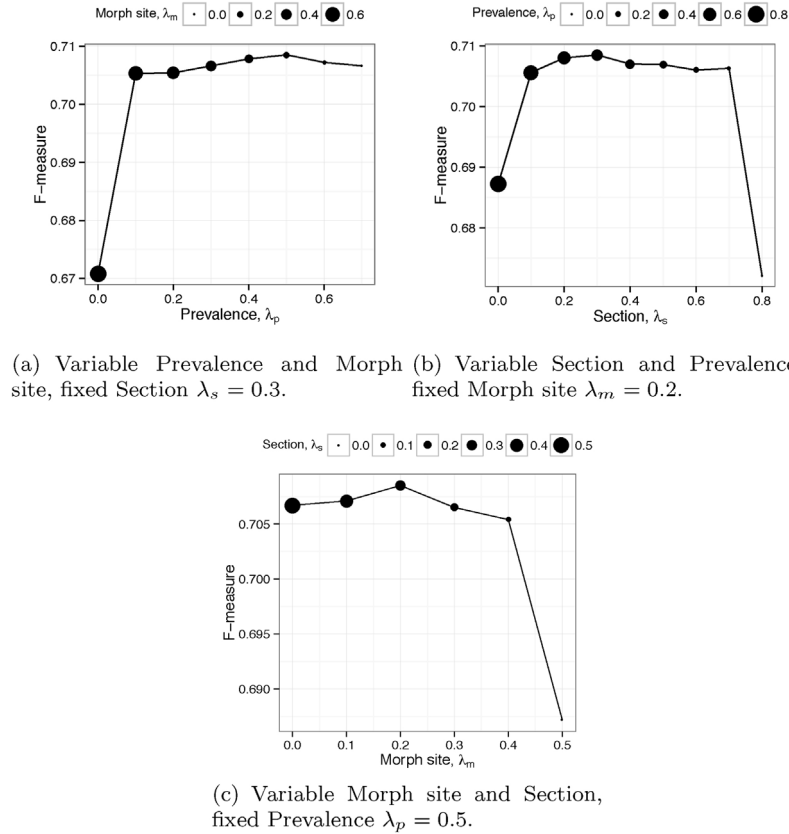 Morph site, λm 0.0 0.2 0.4 0.6
0.71
0.70
0.69
0.68
0.67
F−measure
0.0 0.2 0.4 0.6
Prevalence, λp
(a) Variable Prevalence and Morph
site, fixed Section λs = 0.3.
Prevalence, λp 0.0 0.2 0.4 0.6 0.8
0.71
0.70
0.69
0.68
F−measure
0.0 0.2 0.4 0.6 0.8
Section, λs
(b) Variable Section and Prevalence
fixed Morph site λm = 0.2.
Section, λs 0.0 0.1 0.2 0.3 0.4 0.5
0.705
0.700
0.695
0.690
F−measure
0.0 0.1 0.2 0.3 0.4 0.5
Morph site, λm
(c) Variable Morph site and Section,
fixed Prevalence λp = 0.5.